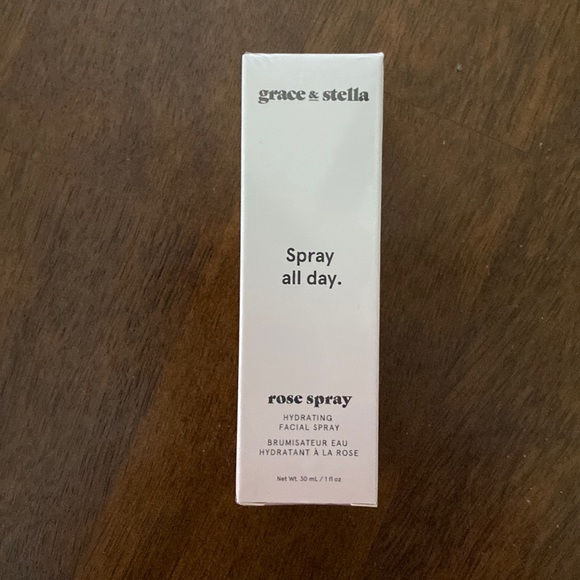 grace & stella
Spray
all day.
rose spray
HYDRATING
FACIAL SPRAY
BRUMISATEUR EAU
HYDRATANT À LA ROSE
Net Wt. 30 mL / 1 fl oz